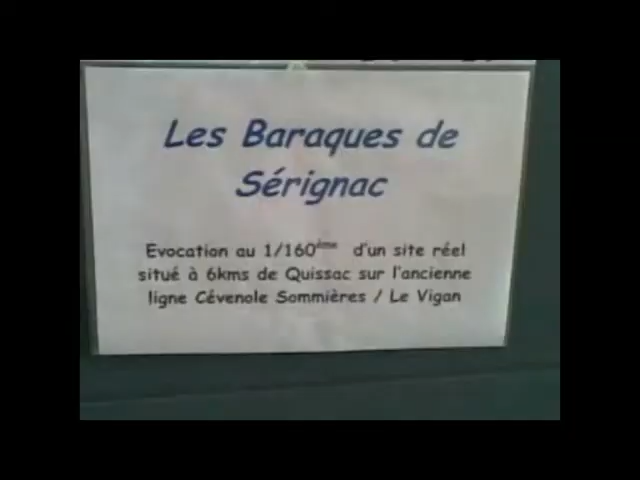 Les Baraques de
Sérignac
Evocation au 1/160ème d'un site réel
situé à 6kms de Quissac sur l'ancienne
ligne Cévenole Sommières / Le Vigan